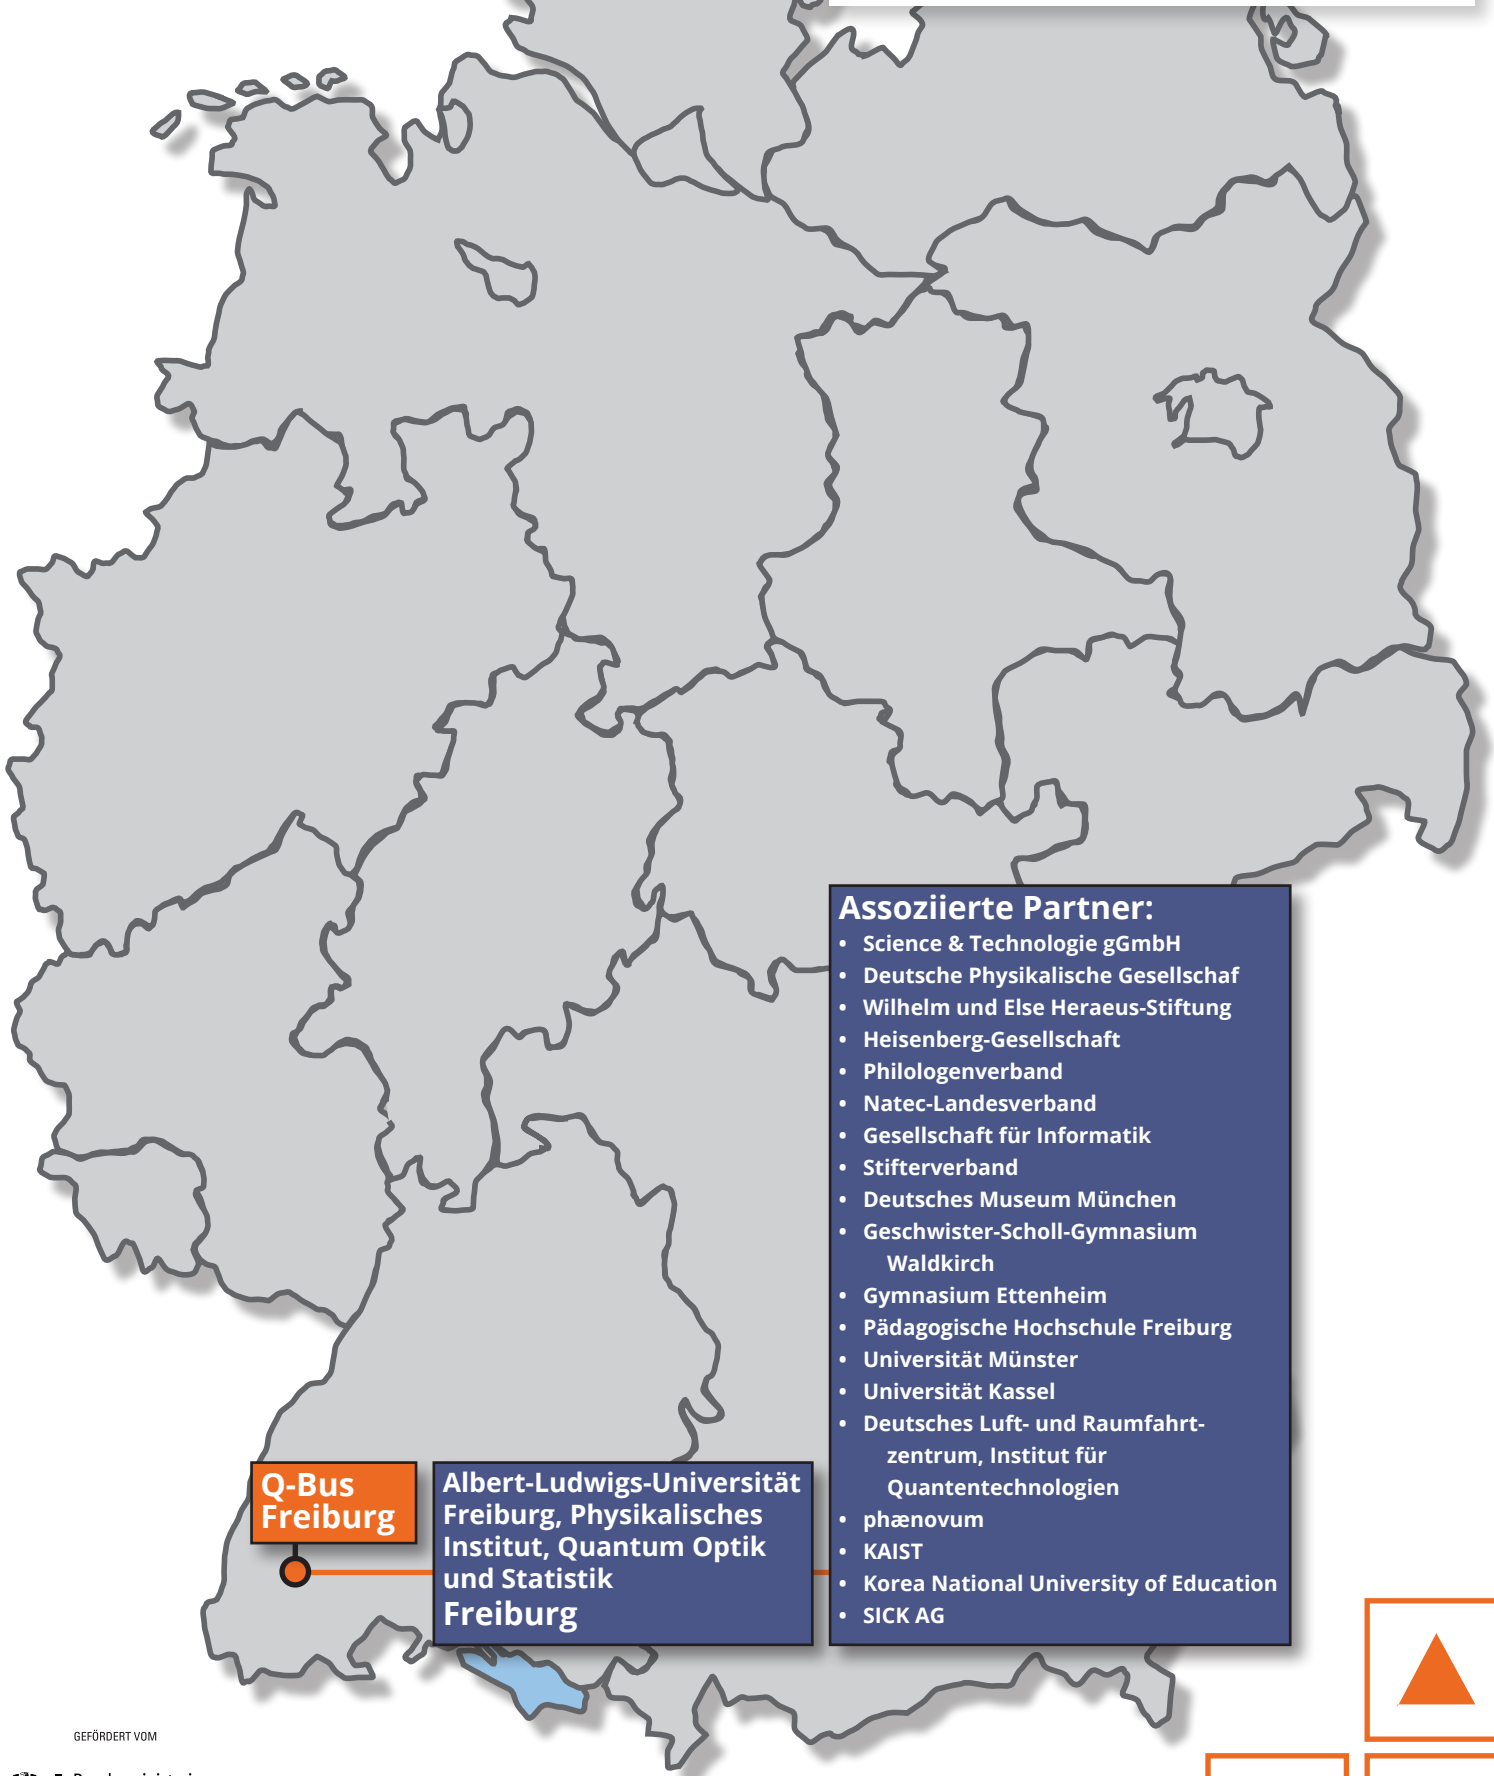 Assoziierte Partner:
• Science & Technologie gGmbH
• Deutsche Physikalische Gesellschaf
• Wilhelm und Else Heraeus-Stiftung
• Heisenberg-Gesellschaft
• Philologenverband
• Natec-Landesverband
• Gesellschaft für Informatik
• Stifterverband
• Deutsches Museum München
• Geschwister-Scholl-Gymnasium
Waldkirch
• Gymnasium Ettenheim
• Pädagogische Hochschule Freiburg
• Universität Münster
• Universität Kassel
• Deutsches Luft- und Raumfahrt-
zentrum, Institut für
Quantentechnologien
• phænovum
• KAIST
• Korea National University of Education
• SICK AG
Q-Bus
Freiburg
Albert-Ludwigs-Universität
Freiburg, Physikalisches
Institut, Quantum Optik
und Statistik
Freiburg
GEFÖRDERT VOM